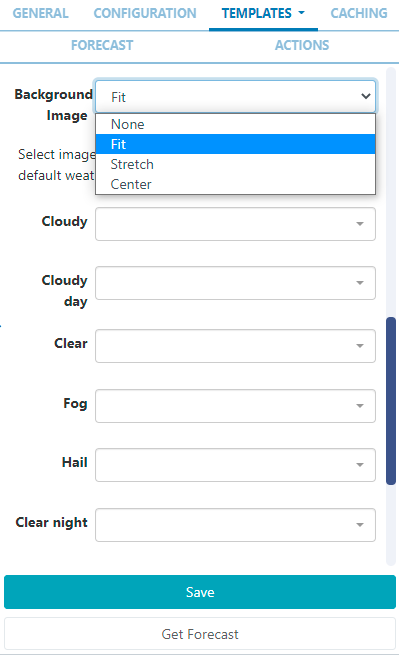 GENERAL CONFIGURATION TEMPLATES CACHING
FORECAST ACTIONS
Background Image
Fit
None
Fit
Stretch
Center
Select image
default weat
Cloudy
Cloudy day
Clear
Fog
Hail
Clear night
Save
Get Forecast